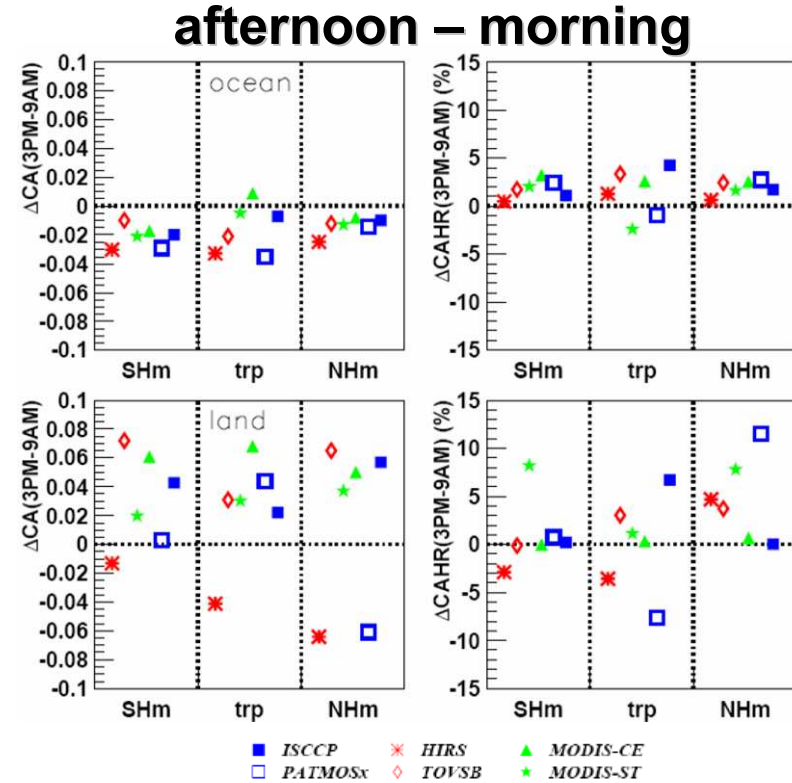 afternoon – morning
ΔCA(3PM-9AM)
0.1
0.08
0.06
0.04
0.02
0
-0.02
-0.04
-0.06
-0.08
-0.1
ocean
SHm trp NHm
ΔCAHR(3PM-9AM) (%)
15
10
5
0
-5
-10
-15
SHm trp NHm
ΔCA(3PM-9AM)
0.1
0.08
0.06
0.04
0.02
0
-0.02
-0.04
-0.06
-0.08
-0.1
land
SHm trp NHm
ΔCAHR(3PM-9AM) (%)
15
10
5
0
-5
-10
-15
SHm trp NHm
ISCCP HIRS MODIS-CE
PATMOSx TOVSB MODIS-ST